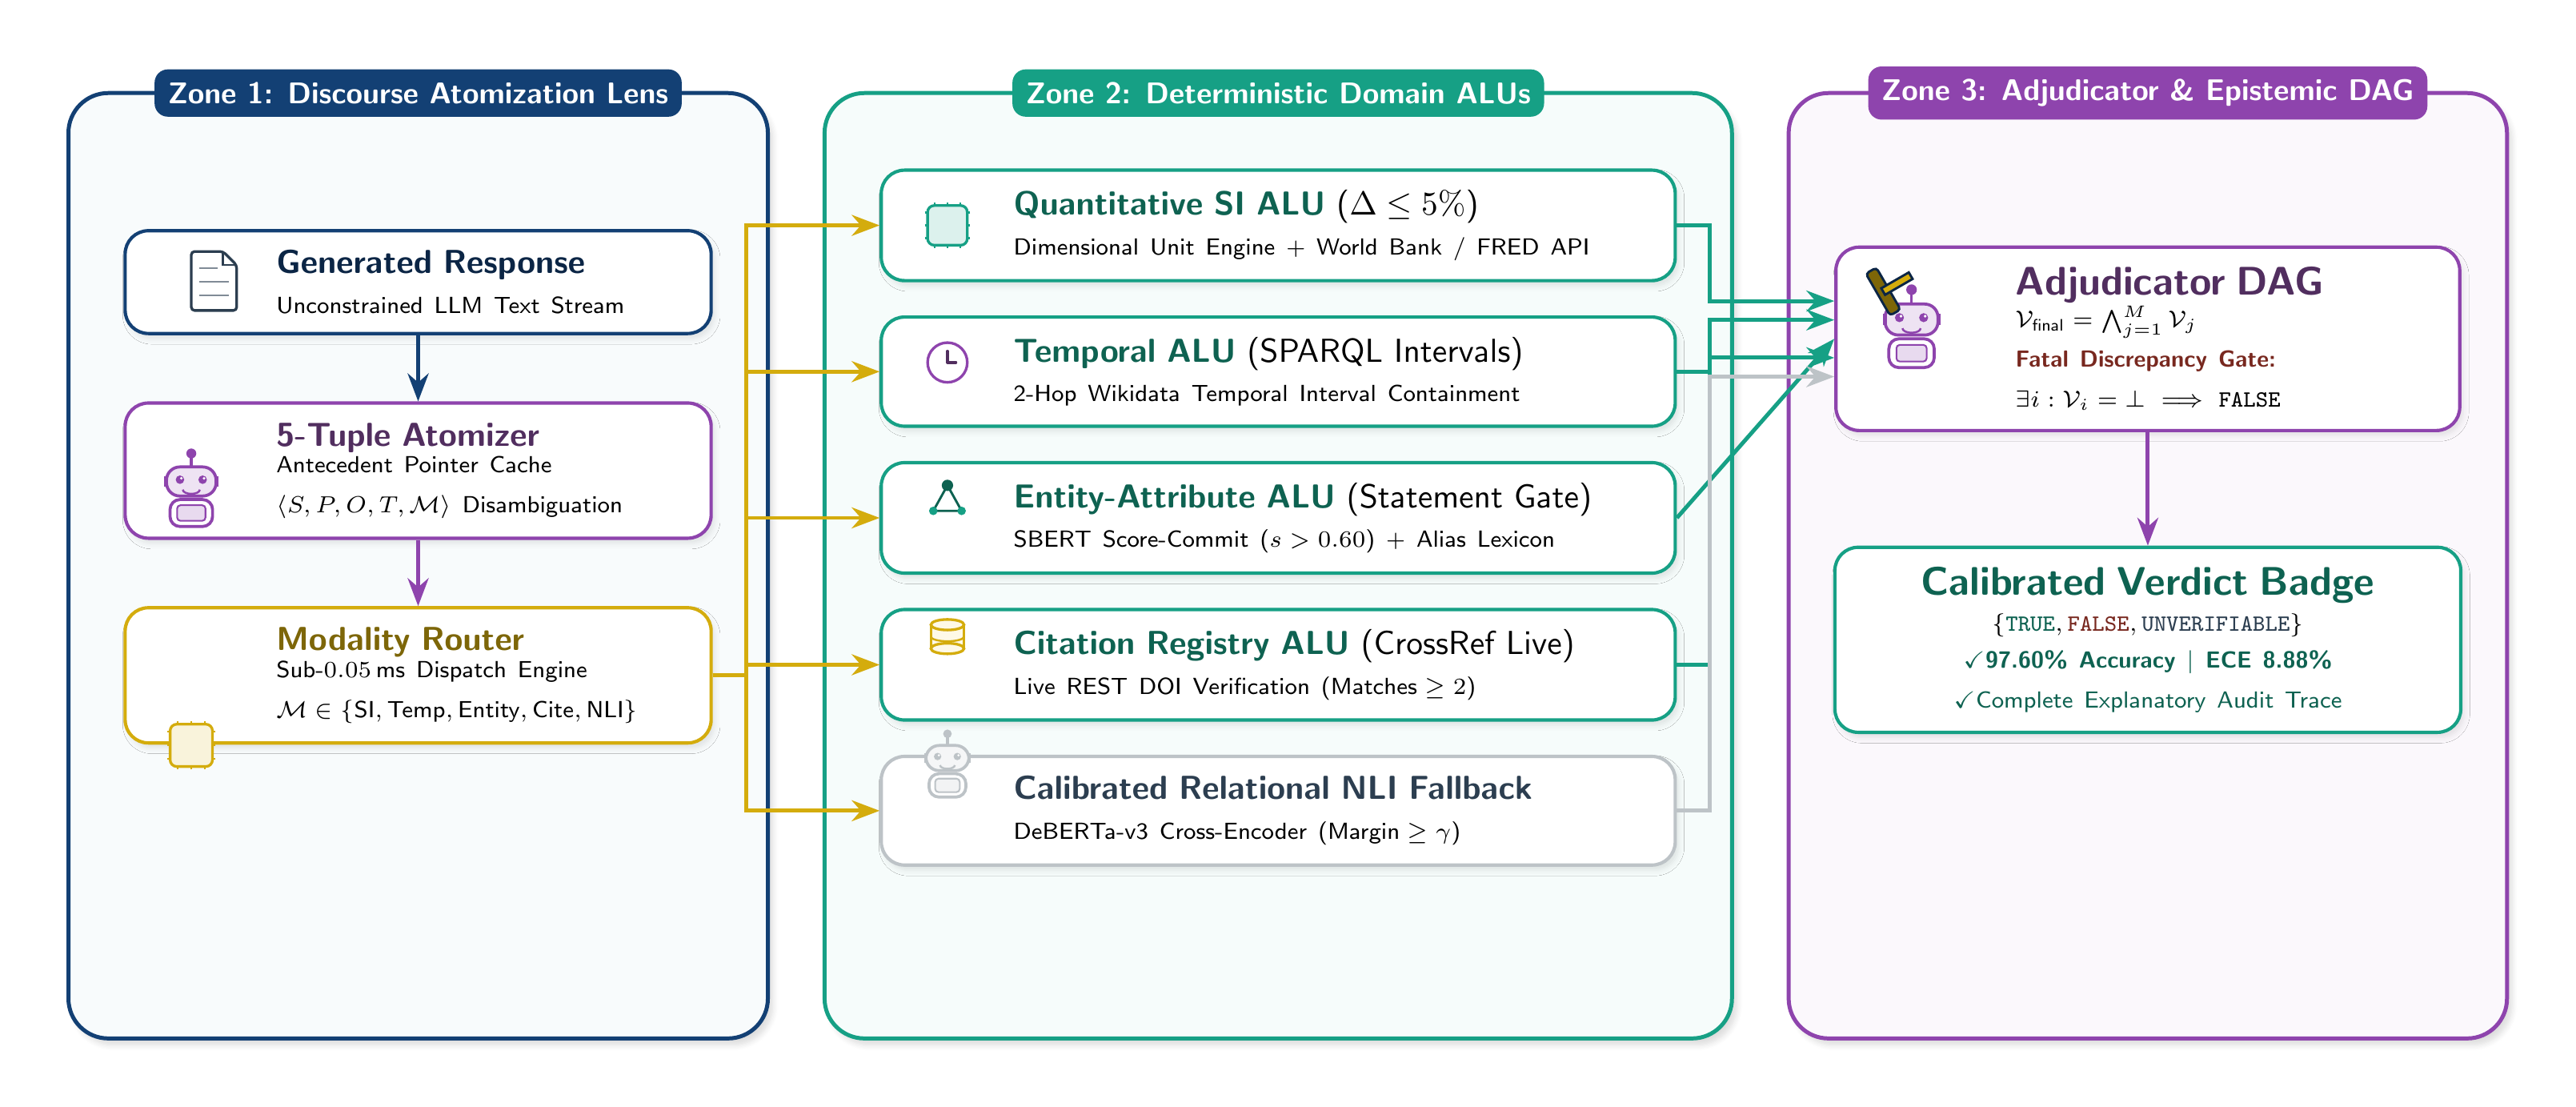 Zone 1: Discourse Atomization Lens
Generated Response
Unconstrained LLM Text Stream
5-Tuple Atomizer
Antecedent Pointer Cache
⟨S, P, O, T, ℳ⟩ Disambiguation
Modality Router
Sub-0.05 ms Dispatch Engine
ℳ ∈ {SI, Temp, Entity, Cite, NLI}
Zone 2: Deterministic Domain ALUs
Quantitative SI ALU (Δ ≤ 5%)
Dimensional Unit Engine + World Bank / FRED API
Temporal ALU (SPARQL Intervals)
2-Hop Wikidata Temporal Interval Containment
Entity-Attribute ALU (Statement Gate)
SBERT Score-Commit (s > 0.60) + Alias Lexicon
Citation Registry ALU (CrossRef Live)
Live REST DOI Verification (Matches ≥ 2)
Calibrated Relational NLI Fallback
DeBERTa-v3 Cross-Encoder (Margin ≥ γ)
Zone 3: Adjudicator & Epistemic DAG
Adjudicator DAG
𝒱_final = ⋀_{j=1}^{M} 𝒱_j
Fatal Discrepancy Gate:
∃i : 𝒱_i = ⊥ ⟹ FALSE
Calibrated Verdict Badge
{TRUE, FALSE, UNVERIFIABLE}
✓97.60% Accuracy | ECE 8.88%
✓Complete Explanatory Audit Trace